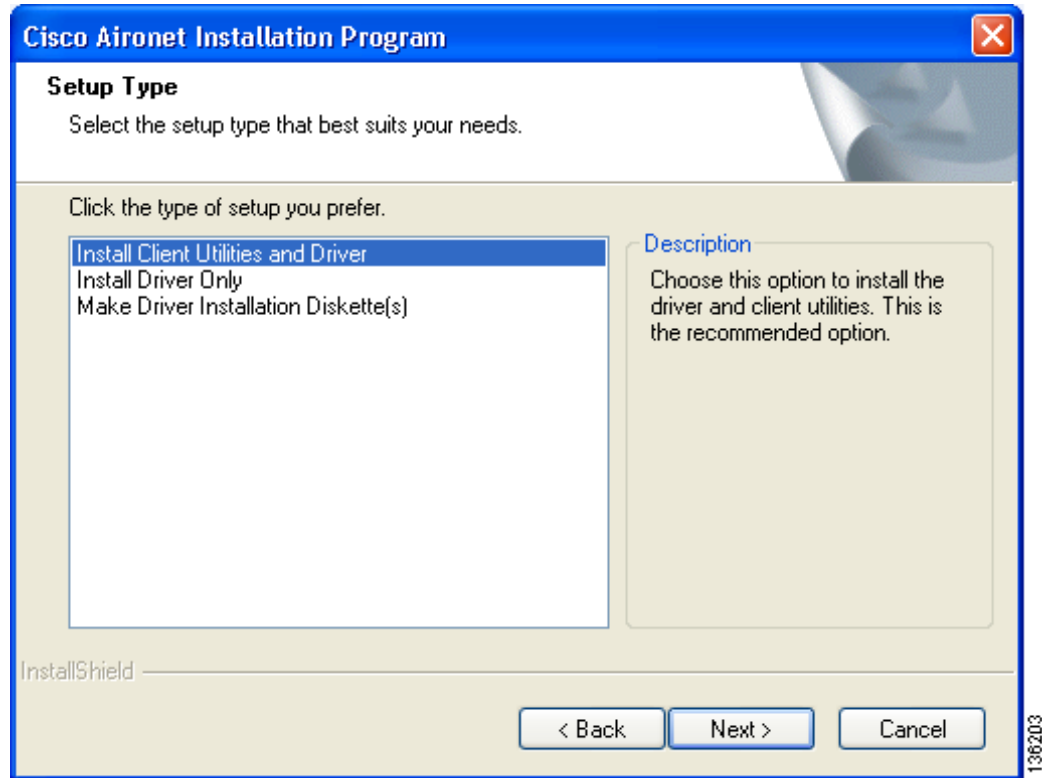 Cisco Aironet Installation Program
Setup Type
Select the setup type that best suits your needs.
Click the type of setup you prefer.
Install Client Utilities and Driver
Install Driver Only
Make Driver Installation Diskette(s)
Description
Choose this option to install the
driver and client utilities. This is
the recommended option.
InstallShield
< Back
Next >
Cancel
136203